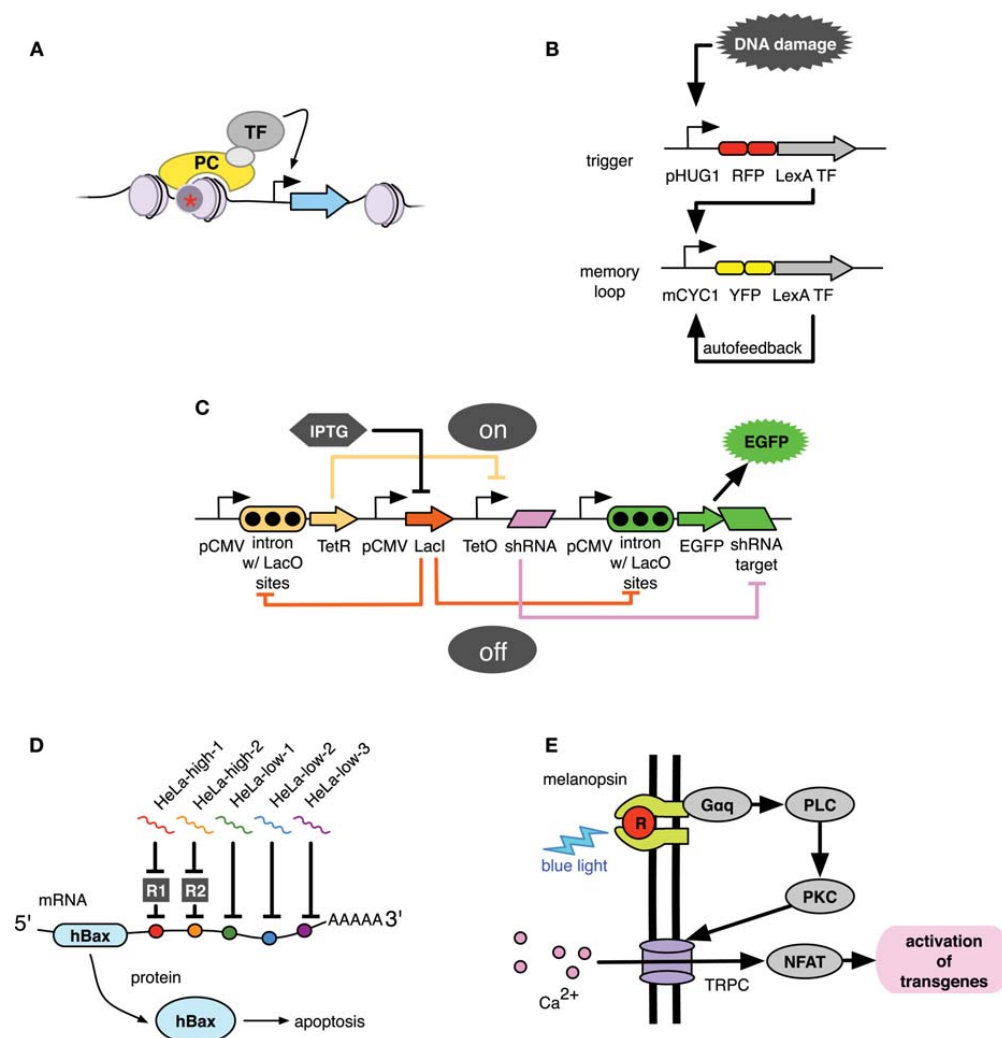 A
TF
PC
*
B
DNA damage
trigger
pHUG1 RFP LexA TF
memory
loop
mCYC1 YFP LexA TF
autofeedback
C
IPTG
on
EGFP
pCMV intron w/ LacO sites TetR pCMV LacI TetO shRNA pCMV intron w/ LacO sites EGFP shRNA target
off
D
HeLa-high-1
HeLa-high-2
HeLa-low-1
HeLa-low-2
HeLa-low-3
R1 R2
mRNA
5' hBax AAAAA 3'
protein
hBax apoptosis
E
melanopsin
Gαq PLC
R
blue light
PKC
Ca2+
TRPC
NFAT
activation
of
transgenes